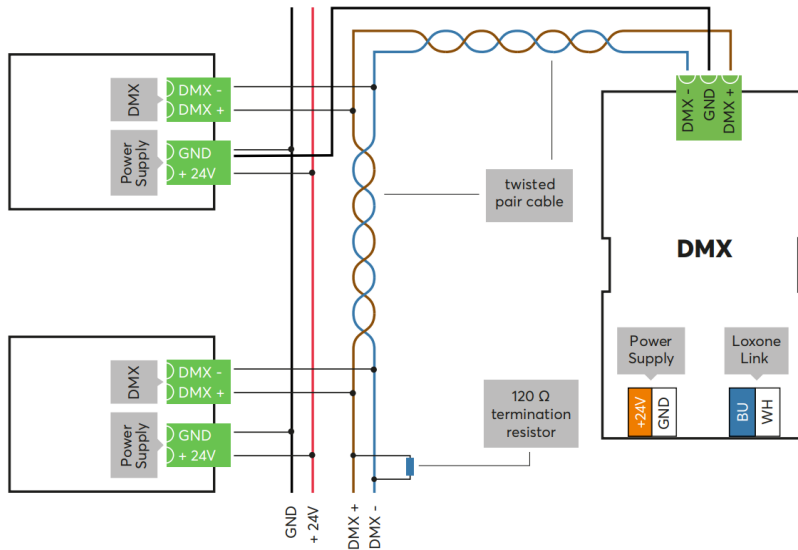 DMX
DMX -
DMX +
Power
Supply
GND
+ 24V
twisted
pair cable
DMX -
GND
DMX +
DMX
Power
Supply
Loxone
Link
+24V
GND
BU
WH
DMX
DMX -
DMX +
Power
Supply
GND
+ 24V
120 Ω
termination
resistor
GND
+ 24V
DMX +
DMX -